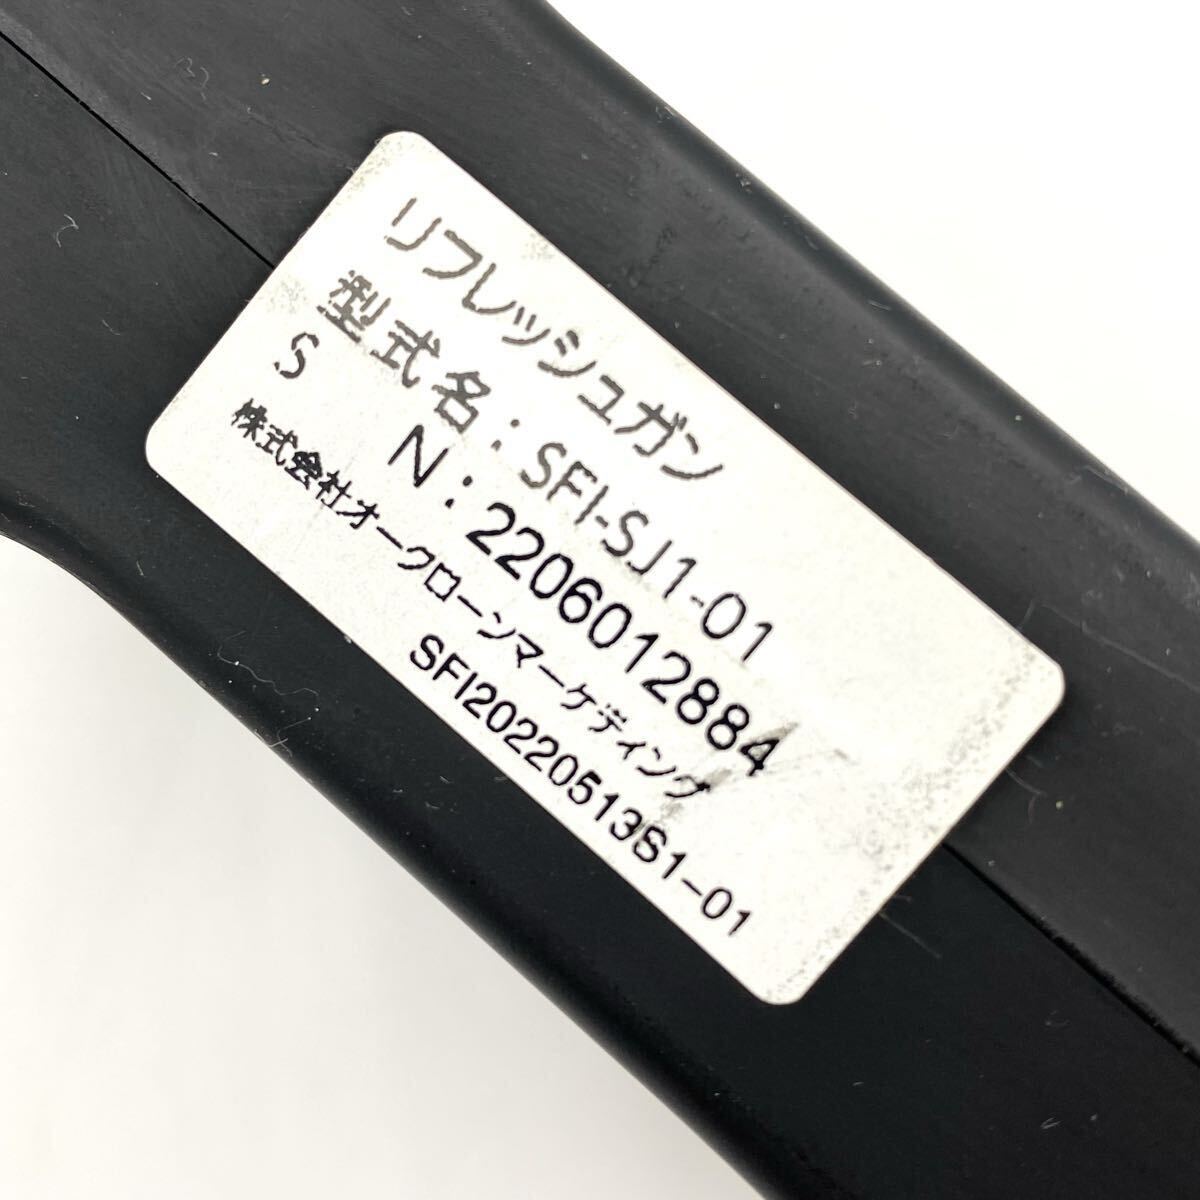 リフレッシュガン
型式名：SFI-SJ1-01
S N：2206012884
株式会社オークローンマーケティング
SFI20220513S1-01